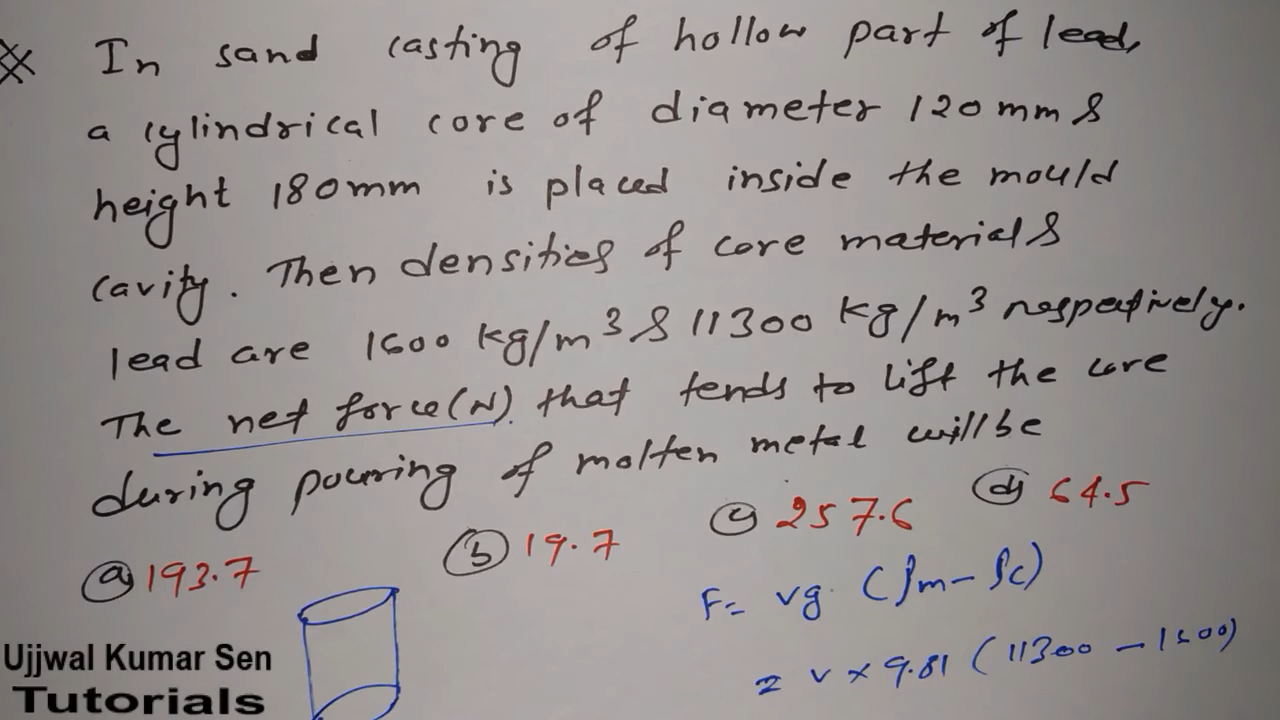 In sand casting of hollow part of lead,
a cylindrical core of diameter 120 mm &
height 180mm is placed inside the mould
cavity. Then densities of core material &
lead are 1600 kg/m³ & 11300 kg/m³ respectively.
The net force(N) that tends to lift the core
during pouring of molten metal will be
(a) 193.7 (b) 19.7 (c) 257.6 (d) 64.5
F = vg (ρm - ρc)
= v x 9.81 (11300 - 1600)
Ujjwal Kumar Sen
Tutorials